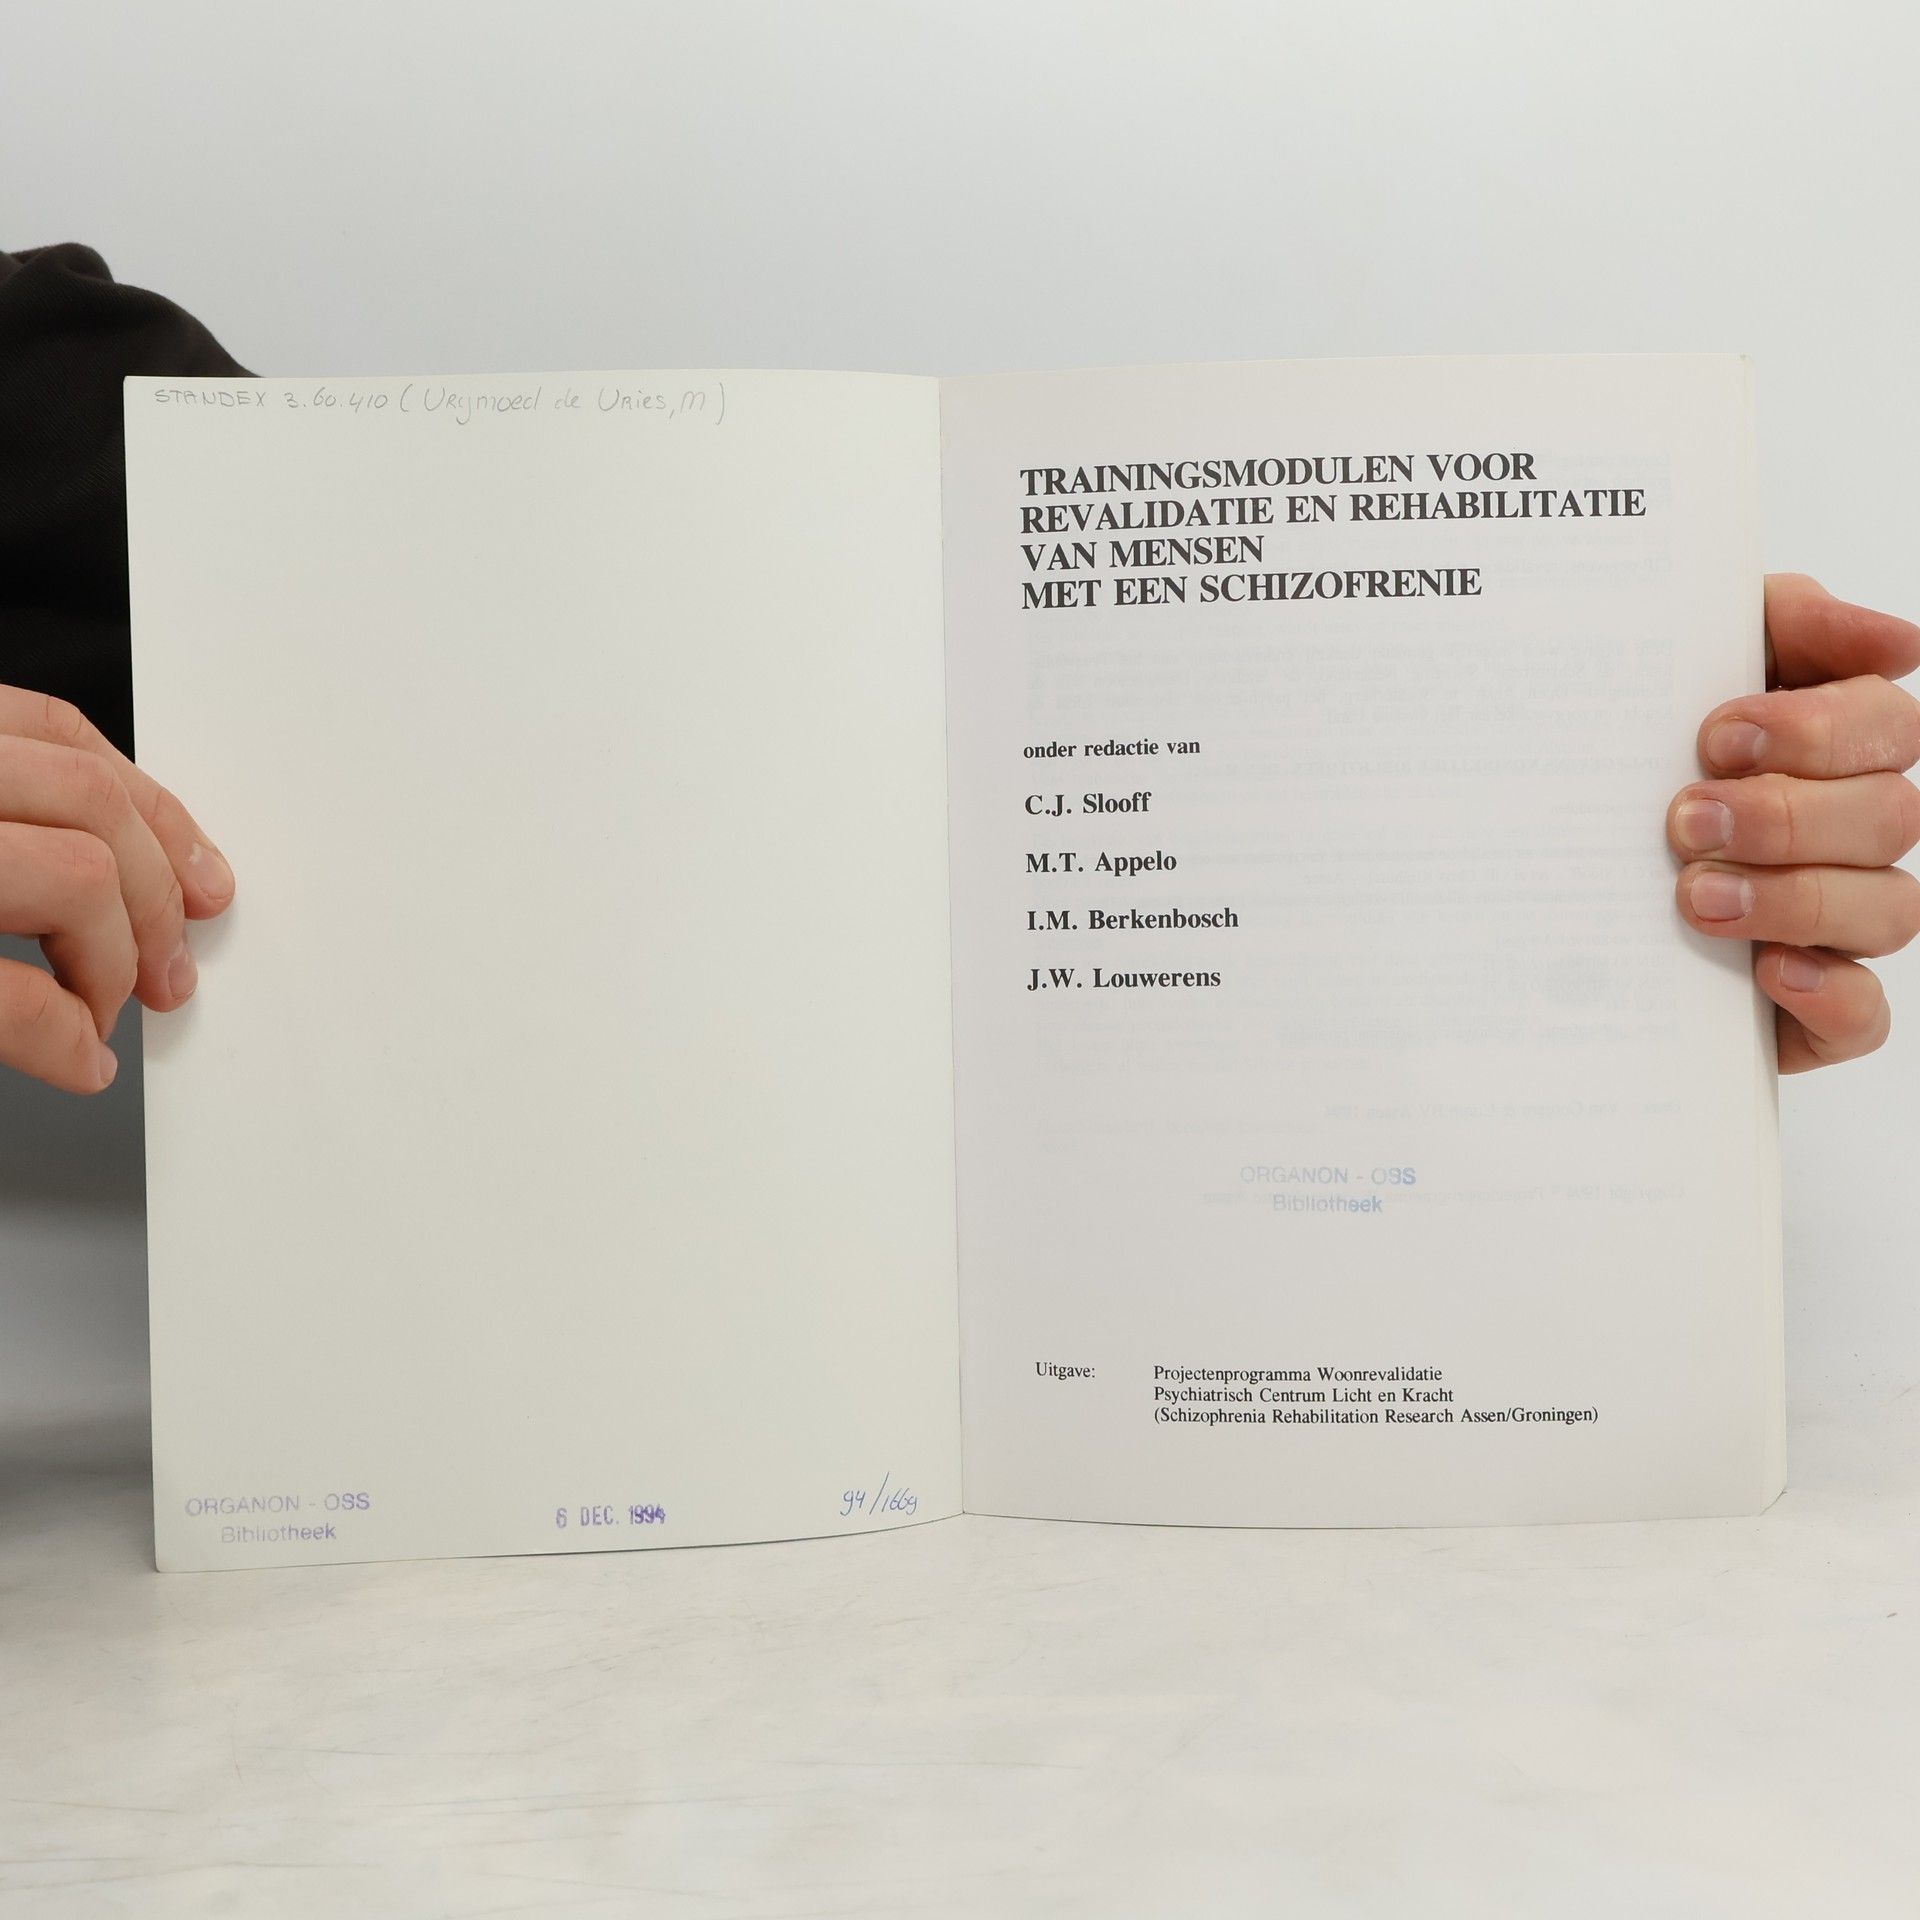 STANDEX 3.60.410 (Vrijmoed de Vries, M)
ORGANON - OSS
Bibliotheek
6 DEC. 1994
94/1669
TRAININGSMODULEN VOOR
REVALIDATIE EN REHABILITATIE
VAN MENSEN
MET EEN SCHIZOFRENIE
onder redactie van
C.J. Slooff
M.T. Appelo
I.M. Berkenbosch
J.W. Louwerens
ORGANON - OSS
Bibliotheek
Uitgave: Projectenprogramma Woonrevalidatie
Psychiatrisch Centrum Licht en Kracht
(Schizophrenia Rehabilitation Research Assen/Groningen)